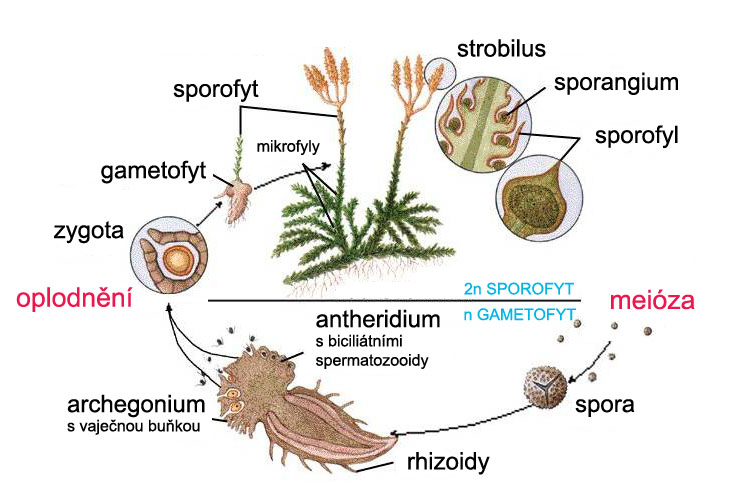 strobilus
sporangium
sporofyt
sporofyl
mikrofyly
gametofyt
zygota
oplodnění
2n SPOROFYT
meióza
n GAMETOFYT
antheridium
s biciliátními
spermatozooidy
archegonium
s vaječnou buňkou
spora
rhizoidy